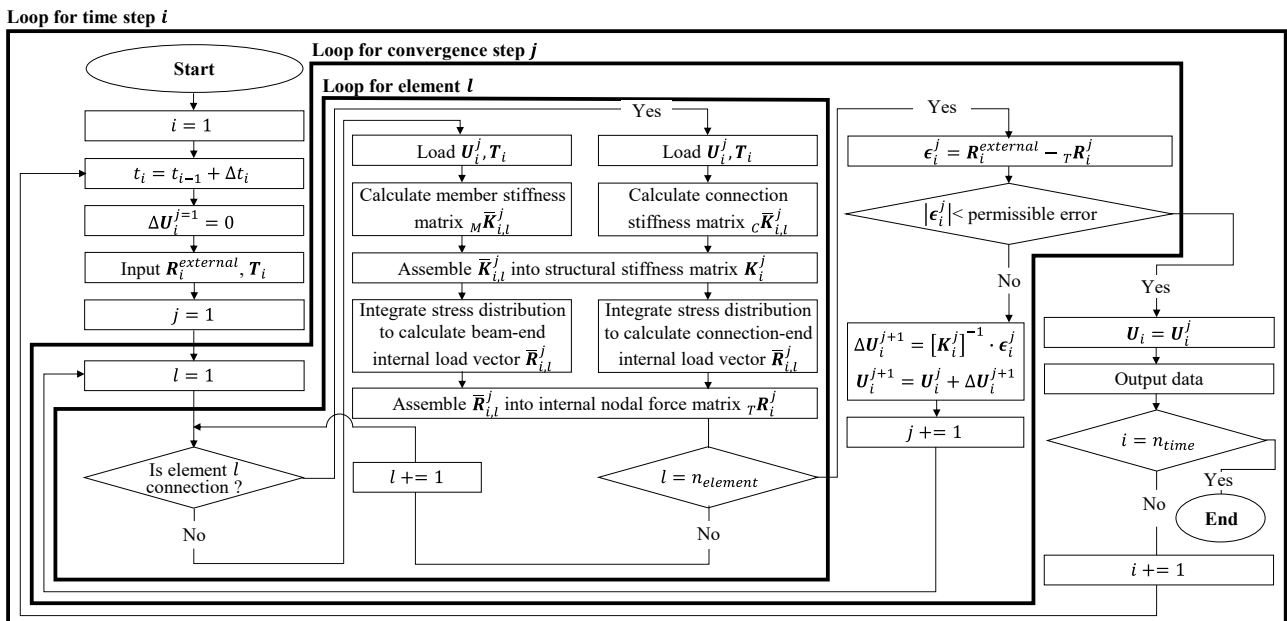 Loop for time step i
Loop for convergence step j
Loop for element l
Start
i = 1
t_i = t_{i−1} + Δt_i
ΔU_i^{j=1} = 0
Input R_i^{external}, T_i
j = 1
l = 1
Is element l
connection ?
No
Yes
Load U_i^j, T_i
Calculate member stiffness
matrix _M K̅_{i,l}^j
Load U_i^j, T_i
Calculate connection
stiffness matrix _C K̅_{i,l}^j
Assemble K̅_{i,l}^j into structural stiffness matrix K_i^j
Integrate stress distribution
to calculate beam-end
internal load vector R̅_{i,l}^j
Integrate stress distribution
to calculate connection-end
internal load vector R̅_{i,l}^j
Assemble R̅_{i,l}^j into internal nodal force matrix _T R_i^j
l += 1
l = n_{element}
No
Yes
ϵ_i^j = R_i^{external} − _T R_i^j
|ϵ_i^j| < permissible error
No
ΔU_i^{j+1} = [K_i^j]^{−1} · ϵ_i^j
U_i^{j+1} = U_i^j + ΔU_i^{j+1}
j += 1
Yes
U_i = U_i^j
Output data
i = n_{time}
Yes
End
No
i += 1